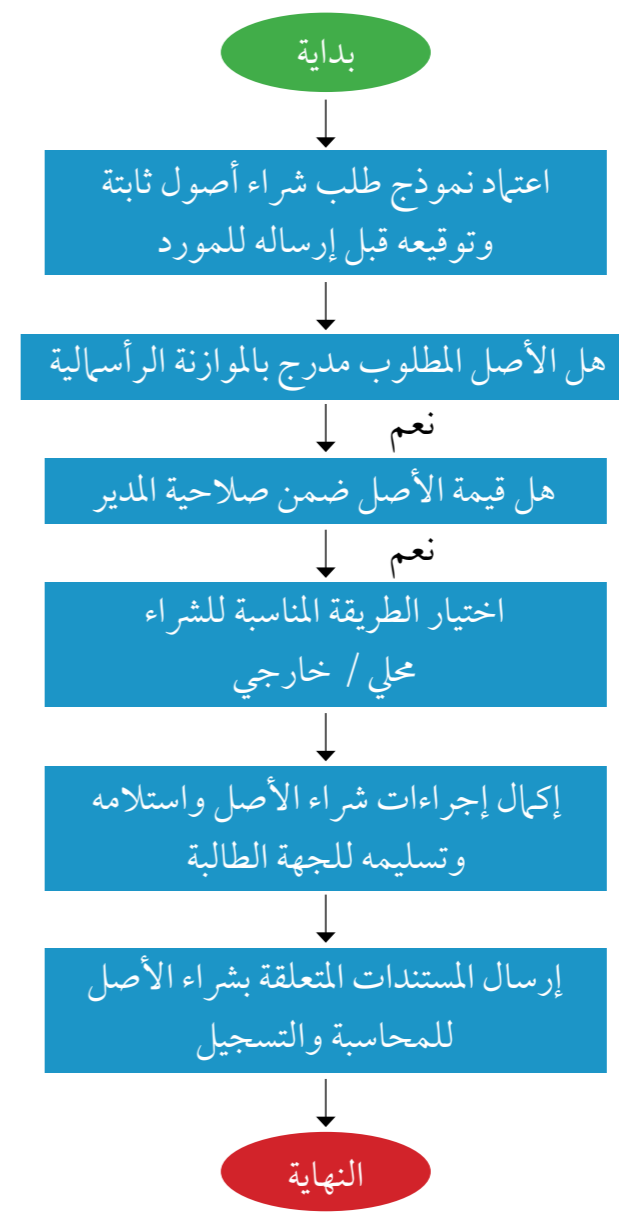 بداية
اعتماد نموذج طلب شراء أصول ثابتة
وتوقيعه قبل إرساله للمورد
هل الأصل المطلوب مدرج بالموازنة الرأسمالية
نعم
هل قيمة الأصل ضمن صلاحية المدير
نعم
اختيار الطريقة المناسبة للشراء
محلي / خارجي
إكمال إجراءات شراء الأصل واستلامه
وتسليمه للجهة الطالبة
إرسال المستندات المتعلقة بشراء الأصل
للمحاسبة والتسجيل
النهاية